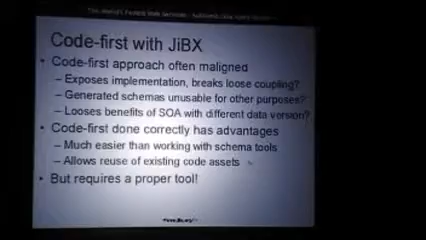 Code-first with JiBX
• Code-first approach often maligned
– Exposes implementation, breaks loose coupling?
– Generated schemas unusable for other purposes?
– Looses benefits of SOA with different data version?
• Code-first done correctly has advantages
– Much easier than working with schema tools
– Allows reuse of existing code assets
• But requires a proper tool!